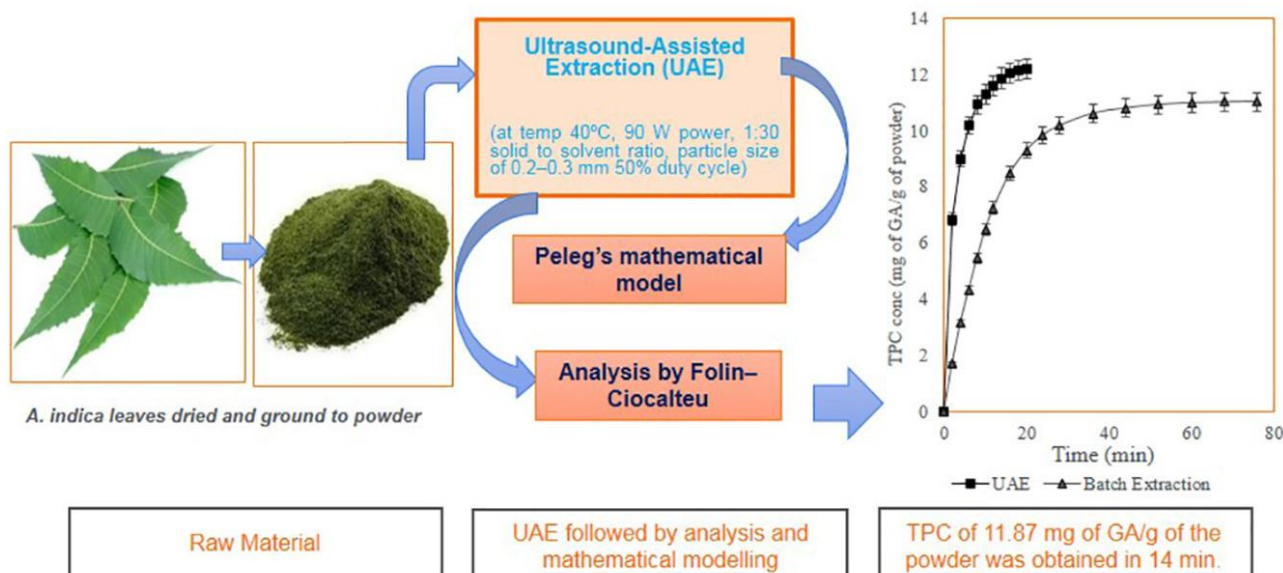 Ultrasound-Assisted
Extraction (UAE)
(at temp 40ºC, 90 W power, 1:30
solid to solvent ratio, particle size
of 0.2–0.3 mm 50% duty cycle)
Peleg's mathematical
model
Analysis by Folin–
Ciocalteu
A. indica leaves dried and ground to powder
TPC conc (mg of GA/g of powder)
14
12
10
8
6
4
2
0
0
20
40
60
80
Time (min)
UAE
Batch Extraction
Raw Material
UAE followed by analysis and
mathematical modelling
TPC of 11.87 mg of GA/g of the
powder was obtained in 14 min.